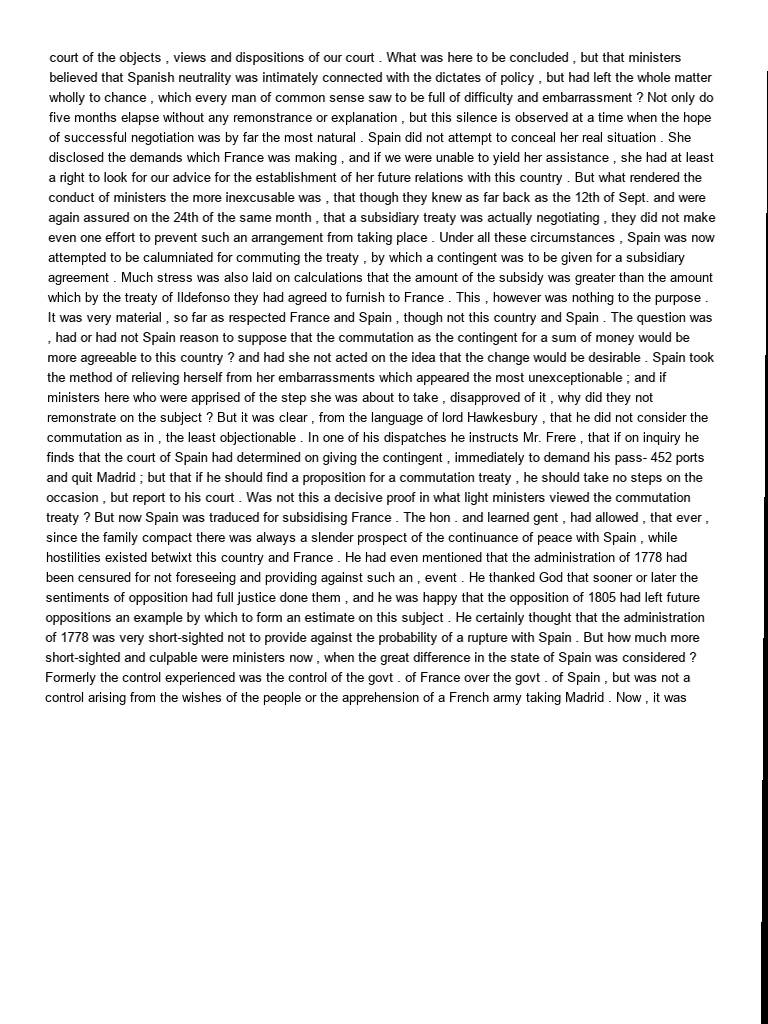 court of the objects , views and dispositions of our court . What was here to be concluded , but that ministers
believed that Spanish neutrality was intimately connected with the dictates of policy , but had left the whole matter
wholly to chance , which every man of common sense saw to be full of difficulty and embarrassment ? Not only do
five months elapse without any remonstrance or explanation , but this silence is observed at a time when the hope
of successful negotiation was by far the most natural . Spain did not attempt to conceal her real situation . She
disclosed the demands which France was making , and if we were unable to yield her assistance , she had at least
a right to look for our advice for the establishment of her future relations with this country . But what rendered the
conduct of ministers the more inexcusable was , that though they knew as far back as the 12th of Sept. and were
again assured on the 24th of the same month , that a subsidiary treaty was actually negotiating , they did not make
even one effort to prevent such an arrangement from taking place . Under all these circumstances , Spain was now
attempted to be calumniated for commuting the treaty , by which a contingent was to be given for a subsidiary
agreement . Much stress was also laid on calculations that the amount of the subsidy was greater than the amount
which by the treaty of Ildefonso they had agreed to furnish to France . This , however was nothing to the purpose .
It was very material , so far as respected France and Spain , though not this country and Spain . The question was
, had or had not Spain reason to suppose that the commutation as the contingent for a sum of money would be
more agreeable to this country ? and had she not acted on the idea that the change would be desirable . Spain took
the method of relieving herself from her embarrassments which appeared the most unexceptionable ; and if
ministers here who were apprised of the step she was about to take , disapproved of it , why did they not
remonstrate on the subject ? But it was clear , from the language of lord Hawkesbury , that he did not consider the
commutation as in , the least objectionable . In one of his dispatches he instructs Mr. Frere , that if on inquiry he
finds that the court of Spain had determined on giving the contingent , immediately to demand his pass- 452 ports
and quit Madrid ; but that if he should find a proposition for a commutation treaty , he should take no steps on the
occasion , but report to his court . Was not this a decisive proof in what light ministers viewed the commutation
treaty ? But now Spain was traduced for subsidising France . The hon . and learned gent , had allowed , that ever ,
since the family compact there was always a slender prospect of the continuance of peace with Spain , while
hostilities existed betwixt this country and France . He had even mentioned that the administration of 1778 had
been censured for not foreseeing and providing against such an , event . He thanked God that sooner or later the
sentiments of opposition had full justice done them , and he was happy that the opposition of 1805 had left future
oppositions an example by which to form an estimate on this subject . He certainly thought that the administration
of 1778 was very short-sighted not to provide against the probability of a rupture with Spain . But how much more
short-sighted and culpable were ministers now , when the great difference in the state of Spain was considered ?
Formerly the control experienced was the control of the govt . of France over the govt . of Spain , but was not a
control arising from the wishes of the people or the apprehension of a French army taking Madrid . Now , it was